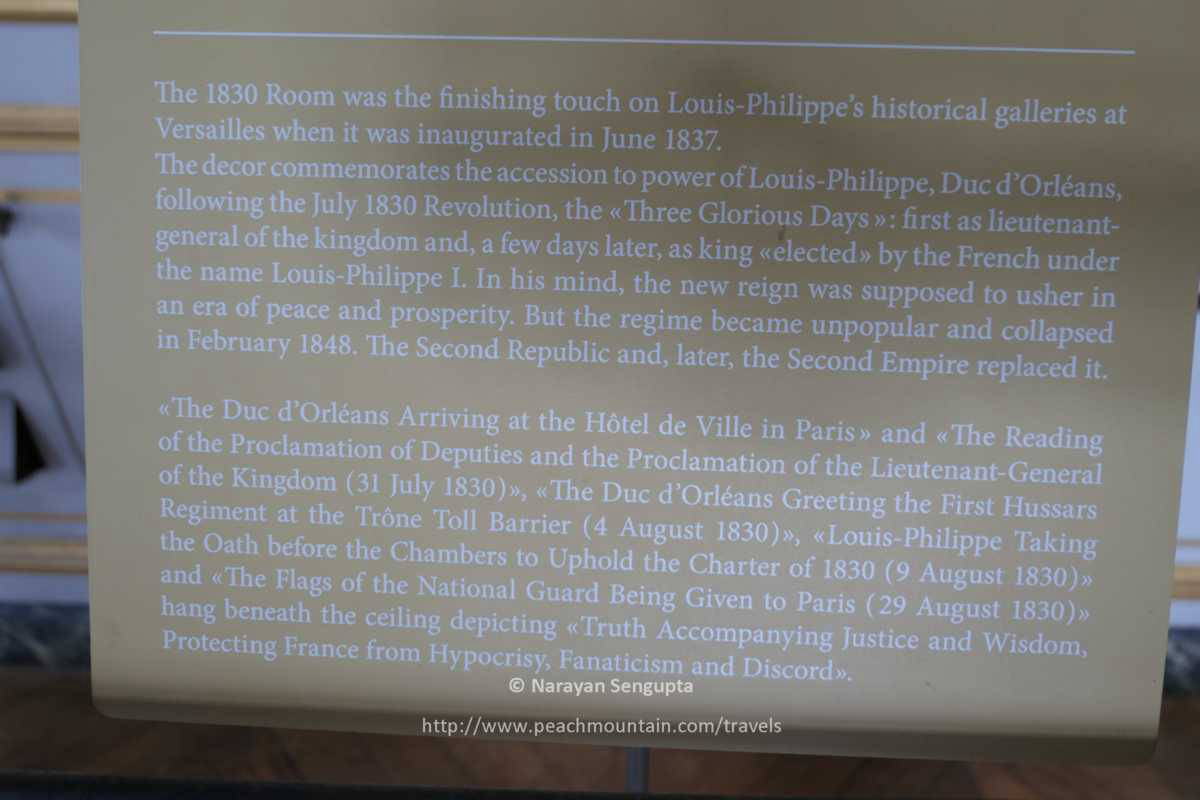 The 1830 Room was the finishing touch on Louis-Philippe's historical galleries at
Versailles when it was inaugurated in June 1837.
The decor commemorates the accession to power of Louis-Philippe, Duc d'Orléans,
following the July 1830 Revolution, the «Three Glorious Days»: first as lieutenant-
general of the kingdom and, a few days later, as king «elected» by the French under
the name Louis-Philippe I. In his mind, the new reign was supposed to usher in
an era of peace and prosperity. But the regime became unpopular and collapsed
in February 1848. The Second Republic and, later, the Second Empire replaced it.
«The Duc d'Orléans Arriving at the Hôtel de Ville in Paris» and «The Reading
of the Proclamation of Deputies and the Proclamation of the Lieutenant-General
of the Kingdom (31 July 1830)», «The Duc d'Orléans Greeting the First Hussars
Regiment at the Trône Toll Barrier (4 August 1830)», «Louis-Philippe Taking
the Oath before the Chambers to Uphold the Charter of 1830 (9 August 1830)»
and «The Flags of the National Guard Being Given to Paris (29 August 1830)»
hang beneath the ceiling depicting «Truth Accompanying Justice and Wisdom,
Protecting France from Hypocrisy, Fanaticism and Discord».
© Narayan Sengupta
http://www.peachmountain.com/travels